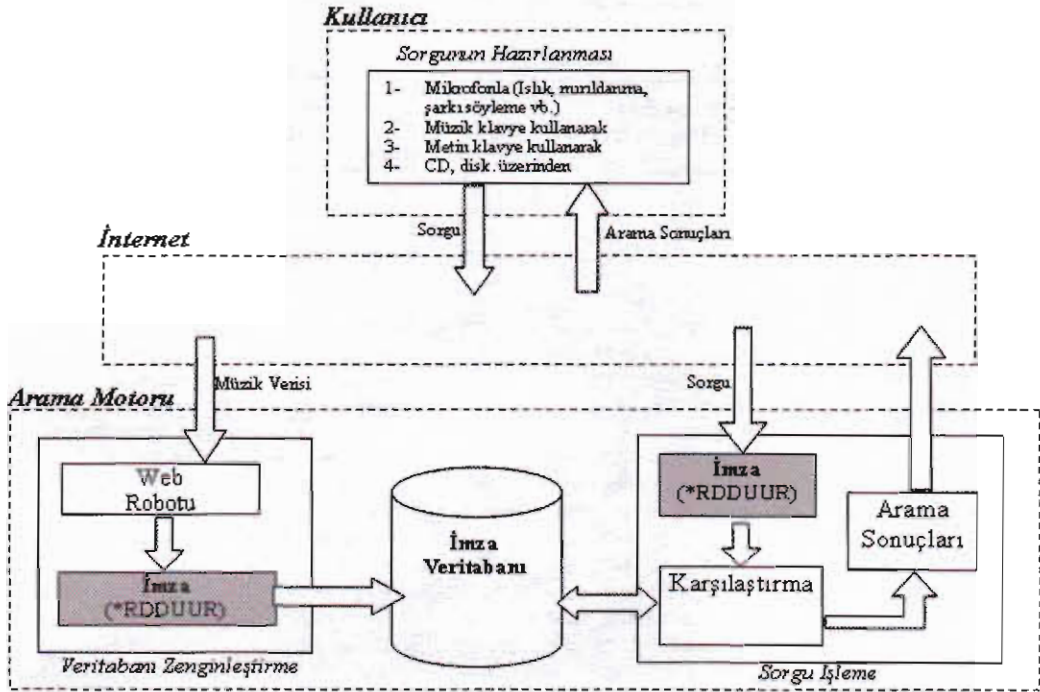 Kullanıcı
Sorgunun Hazırlanması
1- Mikrofonla (Islık, mırıldanma,
şarkı söyleme vb.)
2- Müzik klavye kullanarak
3- Metin klavye kullanarak
4- CD, disk. üzerinden
Sorgu
Arama Sonuçları
İnternet
Müzik Verisi
Sorgu
Arama Motoru
Web
Robotu
İmza
(*RDDUUR)
Veritabanı Zenginleştirme
İmza
Veritabanı
İmza
(*RDDUUR)
Karşılaştırma
Arama
Sonuçları
Sorgu İşleme